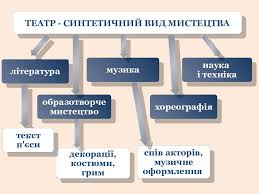 ТЕАТР - СИНТЕТИЧНИЙ ВИД МИСТЕЦТВА
література
музика
наука
і техніка
образотворче
мистецтво
хореографія
текст
п'єси
декорації,
костюми,
грим
спів акторів,
музичне
оформлення